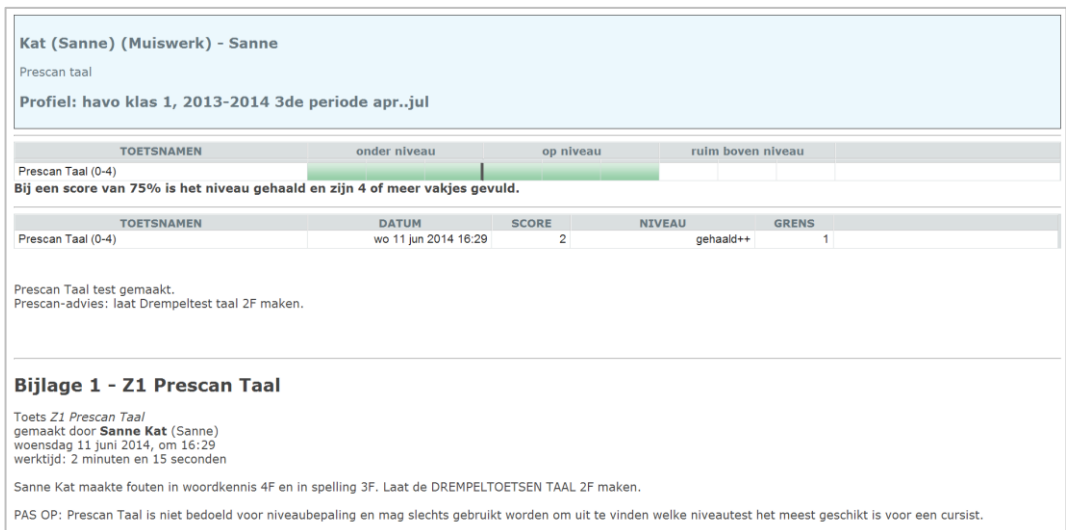 Kat (Sanne) (Muiswerk) - Sanne
Prescan taal
Profiel: havo klas 1, 2013-2014 3de periode apr..jul
TOETSNAMEN onder niveau op niveau ruim boven niveau
Prescan Taal (0-4)
Bij een score van 75% is het niveau gehaald en zijn 4 of meer vakjes gevuld.
TOETSNAMEN DATUM SCORE NIVEAU GRENS
Prescan Taal (0-4) wo 11 jun 2014 16:29 2 gehaald++ 1
Prescan Taal test gemaakt.
Prescan-advies: laat Drempeltest taal 2F maken.
Bijlage 1 - Z1 Prescan Taal
Toets Z1 Prescan Taal
gemaakt door Sanne Kat (Sanne)
woensdag 11 juni 2014, om 16:29
werktijd: 2 minuten en 15 seconden
Sanne Kat maakte fouten in woordkennis 4F en in spelling 3F. Laat de DREMPELTOETSEN TAAL 2F maken.
PAS OP: Prescan Taal is niet bedoeld voor niveaubepaling en mag slechts gebruikt worden om uit te vinden welke niveautest het meest geschikt is voor een cursist.